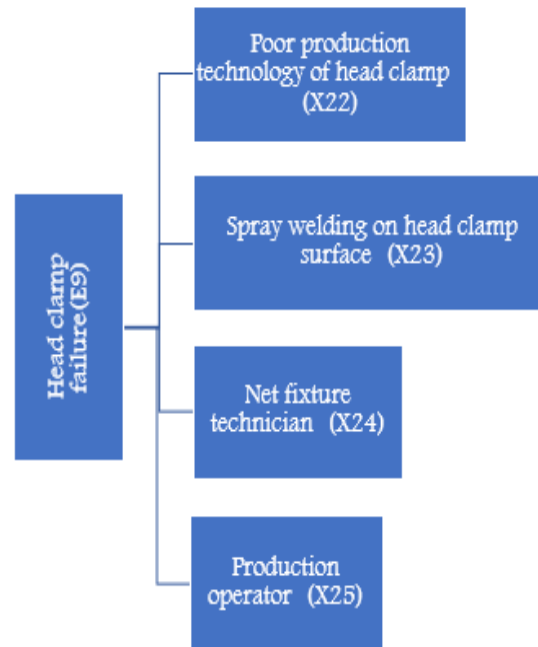 Poor production
technology of head clamp
(X22)
Spray welding on head clamp
surface (X23)
Head clamp
failure(E9)
Net fixture
technician (X24)
Production
operator (X25)